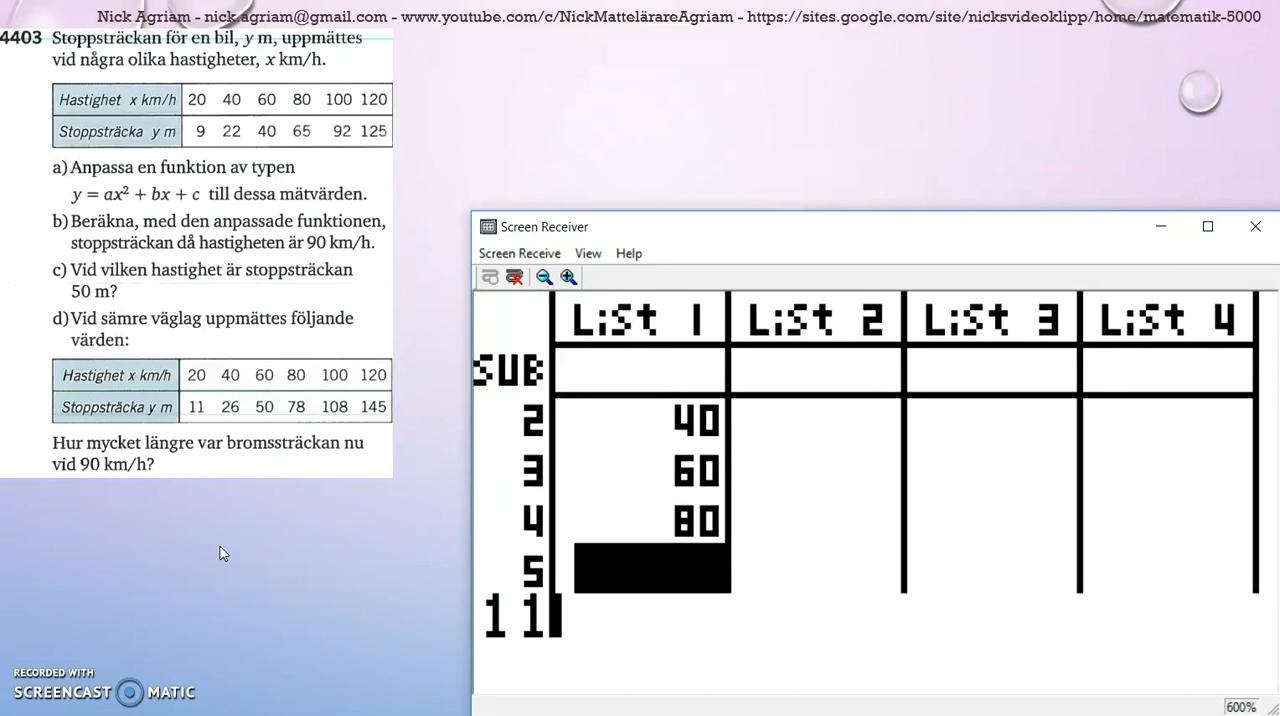 Nick Agriam - nick.agriam@gmail.com - www.youtube.com/c/NickMattelärareAgriam - https://sites.google.com/site/nicksvideoklipp/home/matematik-5000
4403 Stoppsträckan för en bil, y m, uppmättes
vid några olika hastigheter, x km/h.
Hastighet x km/h 20 40 60 80 100 120
Stoppsträcka y m 9 22 40 65 92 125
a) Anpassa en funktion av typen
y = ax² + bx + c till dessa mätvärden.
b) Beräkna, med den anpassade funktionen,
stoppsträckan då hastigheten är 90 km/h.
c) Vid vilken hastighet är stoppsträckan
50 m?
d) Vid sämre väglag uppmättes följande
värden:
Hastighet x km/h 20 40 60 80 100 120
Stoppsträcka y m 11 26 50 78 108 145
Hur mycket längre var bromssträckan nu
vid 90 km/h?
Screen Receiver
Screen Receive View Help
List 1 List 2 List 3 List 4
SUB
2 40
3 60
4 80
5
11
600%
RECORDED WITH
SCREENCAST MATIC